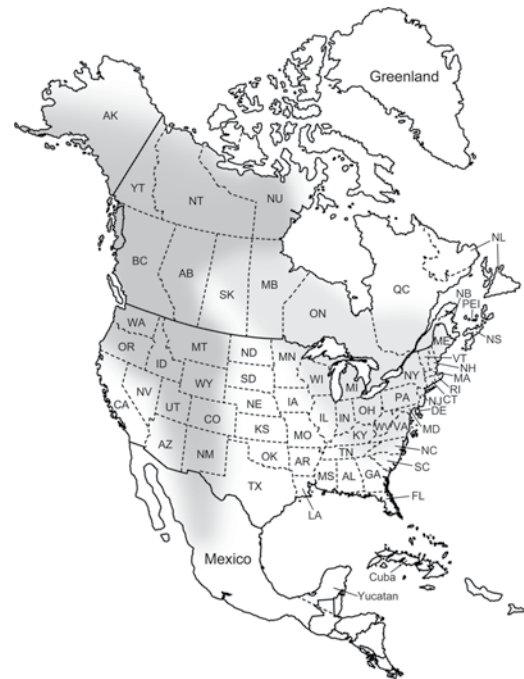 Greenland
AK
YT
NT
NU
NL
BC
AB
SK
MB
ON
QC
NB
PEI
NS
WA
OR
ID
MT
ND
MN
WI
MI
NY
ME
VT
NH
MA
RI
CT
NJ
DE
MD
CA
NV
UT
WY
SD
NE
IA
IL
IN
OH
PA
WV
VA
CO
KS
MO
KY
NC
AZ
NM
OK
AR
TN
SC
TX
LA
MS
AL
GA
FL
Mexico
Cuba
Yucatan